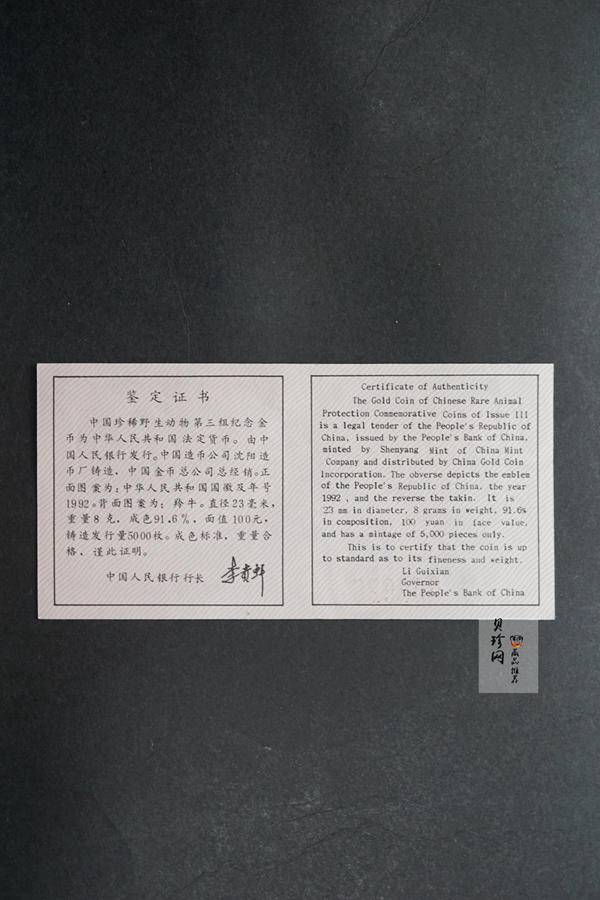 鉴定证书
中国珍稀野生动物第三组纪念金
币为中华人民共和国法定货币。由中
国人民银行发行。中国造币公司沈阳造
币厂铸造，中国金币总公司总经销。正
面图案为：中华人民共和国国徽及年号
1992。背面图案为：羚牛。直径23毫米，
重量8克，成色91.6%，面值100元，
铸造发行量5000枚。成色标准，重量合
格、谨此证明。
中国人民银行行长 李贵鲜
Certificate of Authenticity
The Gold Coin of Chinese Rare Animal
Protection Commemorative Coins of Issue III
is a legal tender of the People's Republic of
China, issued by the People's Bank of China,
minted by Shenyang Mint of China Mint
Company and distributed by China Gold Coin
Incorporation. The obverse depicts the emblem
of the People's Republic of China, the year
1992, and the reverse the takin. It is
23 mm in diameter, 8 grams in weight, 91.6%
in composition, 100 yuan in face value,
and has a mintage of 5,000 pieces only.
This is to certify that the coin is up
to standard as to its fineness and weight.
Li Guixian
Governor
The People's Bank of China
贝珍网
商品推荐